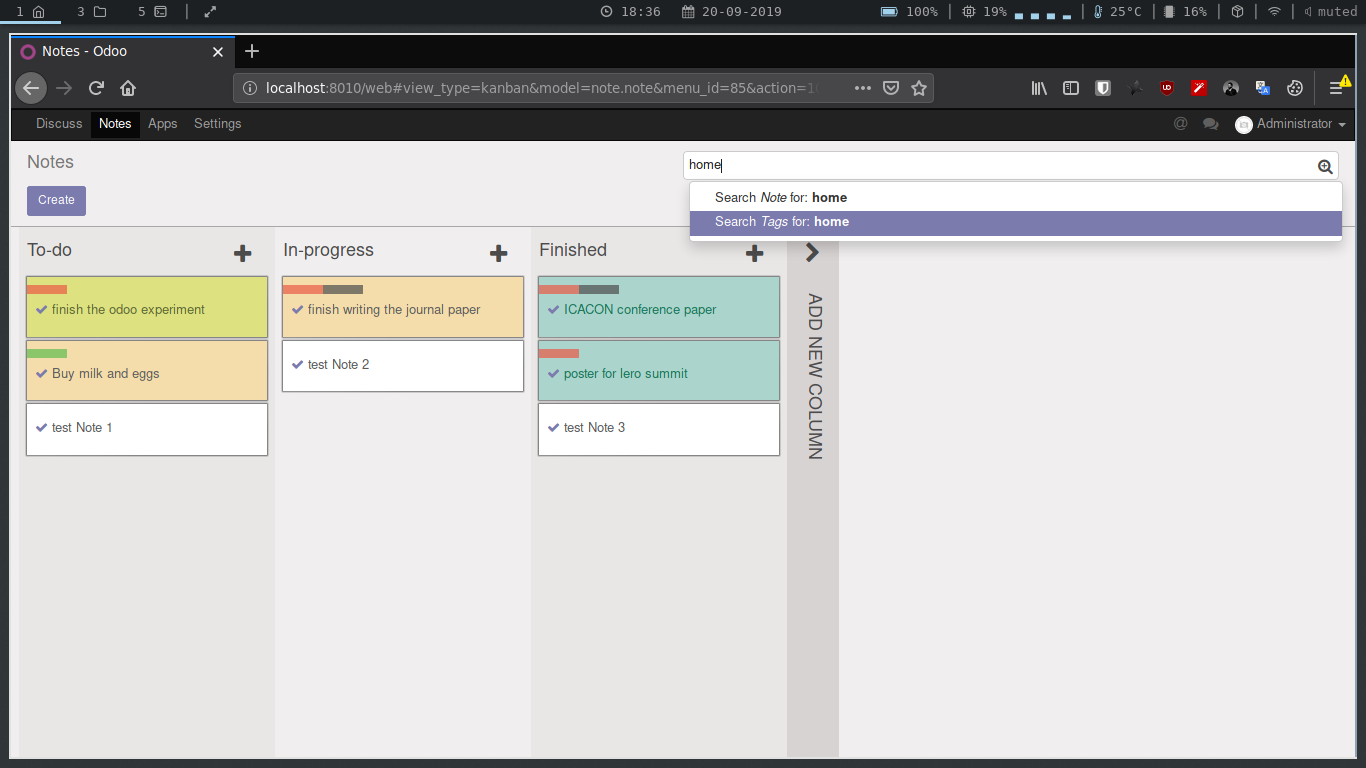 1 3 5 18:36 20-09-2019 100% 19% 25°C 16% muted
Notes - Odoo
localhost:8010/web#view_type=kanban&model=note.note&menu_id=85&action=1
Discuss Notes Apps Settings Administrator
Notes
home
Create
Search Note for: home
Search Tags for: home
To-do In-progress Finished
finish the odoo experiment
Buy milk and eggs
test Note 1
finish writing the journal paper
test Note 2
ICACON conference paper
poster for lero summit
test Note 3
ADD NEW COLUMN